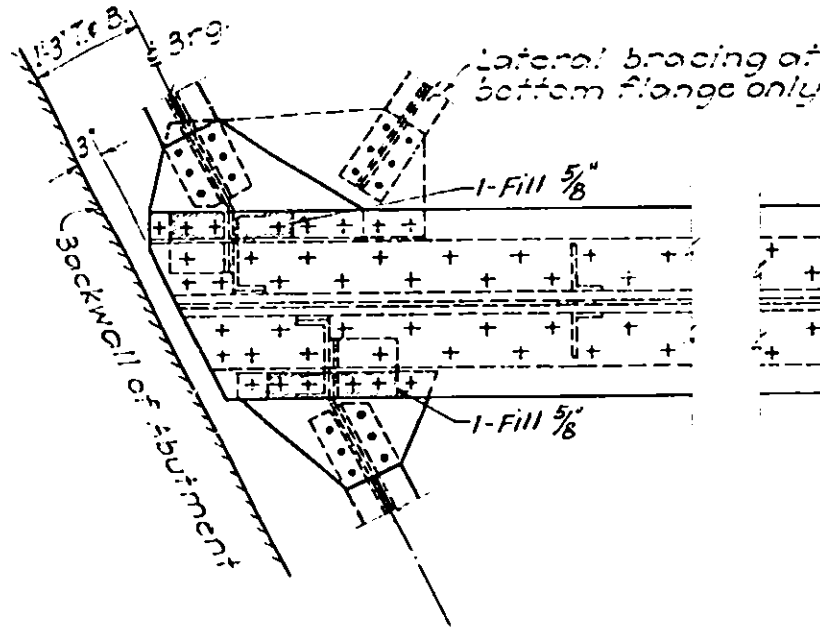 1'-3" T. & B.
℄ Brg.
Lateral bracing at
bottom flange only
3"
1-Fill 5/8"
Backwall of Abutment
1-Fill 5/8"